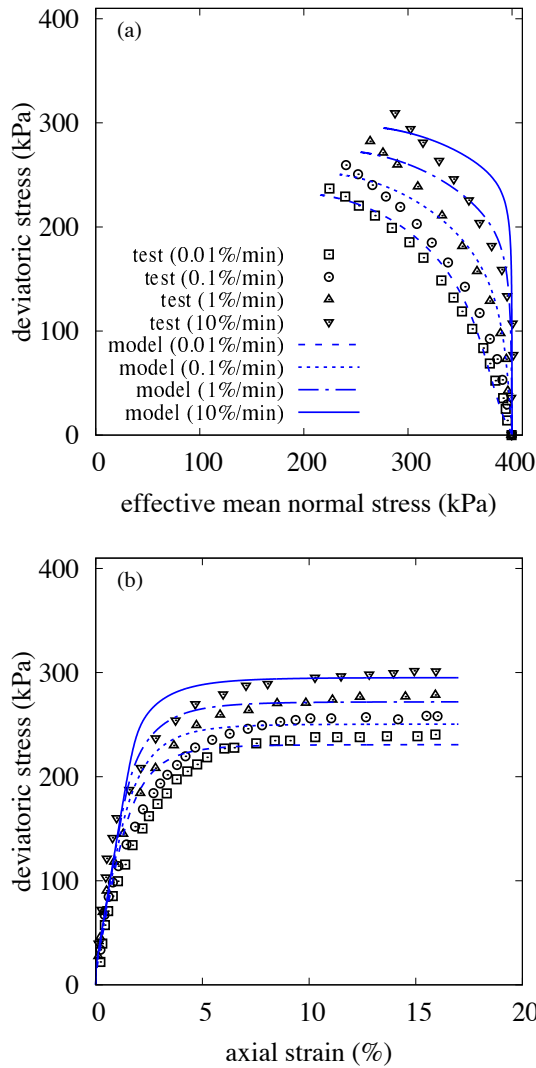 400
(a)
300
200
100
0
deviatoric stress (kPa)
test (0.01%/min)
test (0.1%/min)
test (1%/min)
test (10%/min)
model (0.01%/min)
model (0.1%/min)
model (1%/min)
model (10%/min)
0 100 200 300 400
effective mean normal stress (kPa)
400
(b)
300
200
100
0
deviatoric stress (kPa)
0 5 10 15 20
axial strain (%)